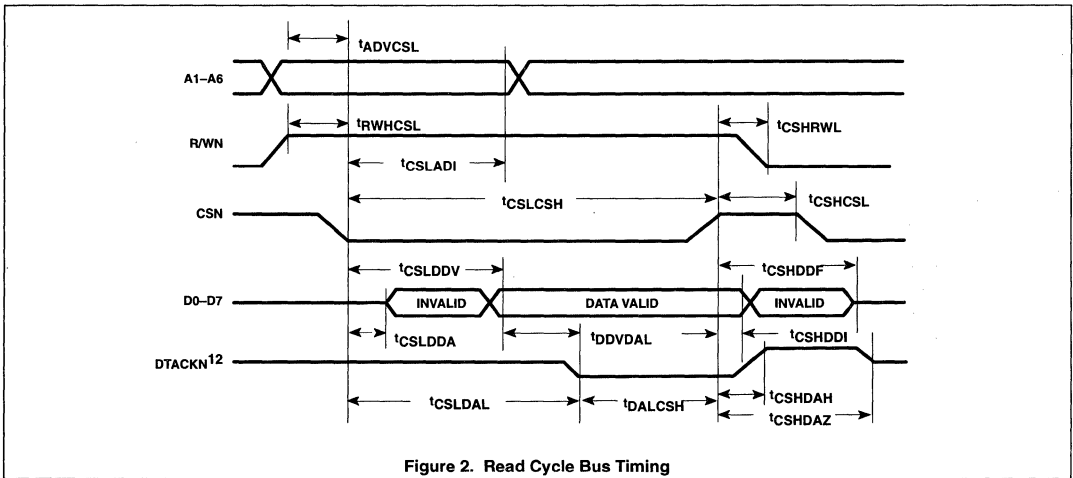 tADVCSL
A1–A6
tRWHCSL
tCSHRWL
R/WN
tCSLADI
tCSLCSH
tCSHCSL
CSN
tCSLDDV
tCSHDDF
D0–D7
INVALID DATA VALID INVALID
tCSLDDA
tDDVDAL
tCSHDDI
DTACKN12
tCSLDAL
tDALCSH
tCSHDAH
tCSHDAZ
Figure 2. Read Cycle Bus Timing